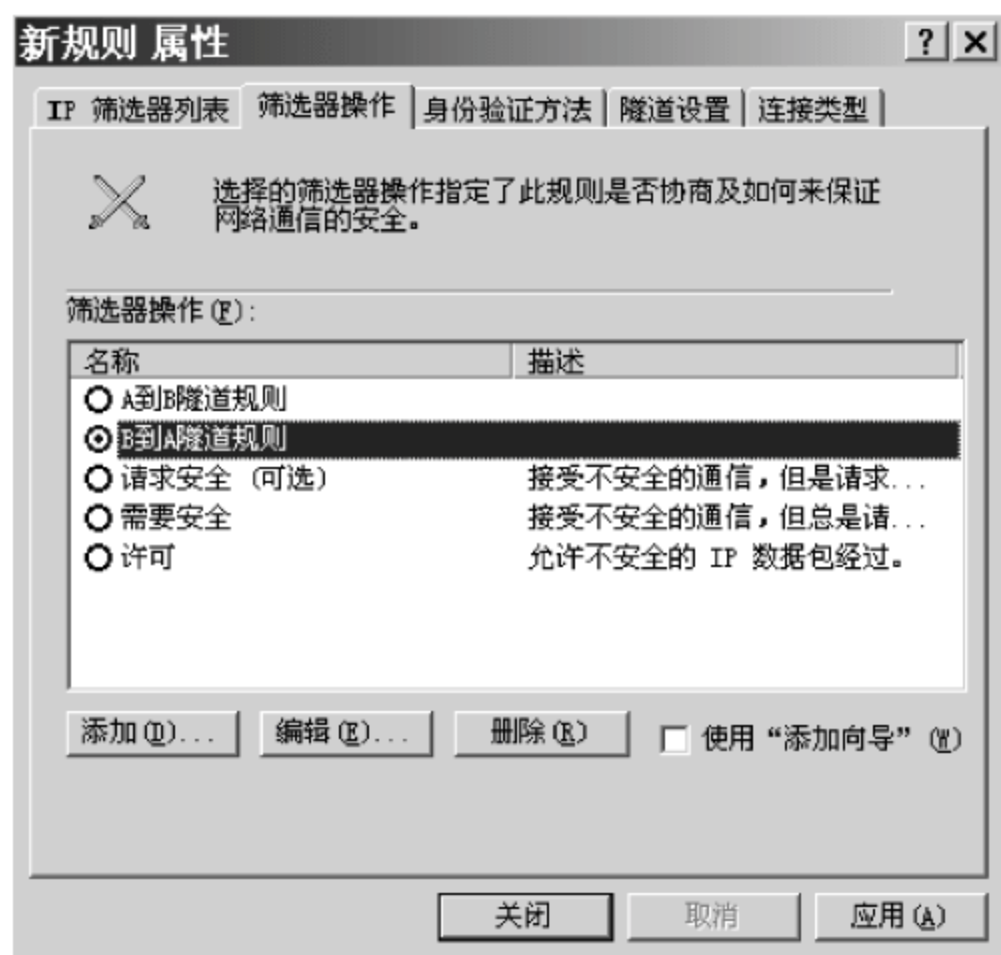 新规则 属性
? ×
IP 筛选器列表 筛选器操作 身份验证方法 隧道设置 连接类型
选择的筛选器操作指定了此规则是否协商及如何来保证
网络通信的安全。
筛选器操作(F):
名称 描述
A到B隧道规则
B到A隧道规则
请求安全 (可选) 接受不安全的通信，但是请求...
需要安全 接受不安全的通信，但总是请...
许可 允许不安全的 IP 数据包经过。
添加(D)... 编辑(E)... 删除(R) 使用“添加向导”(W)
关闭 取消 应用(A)